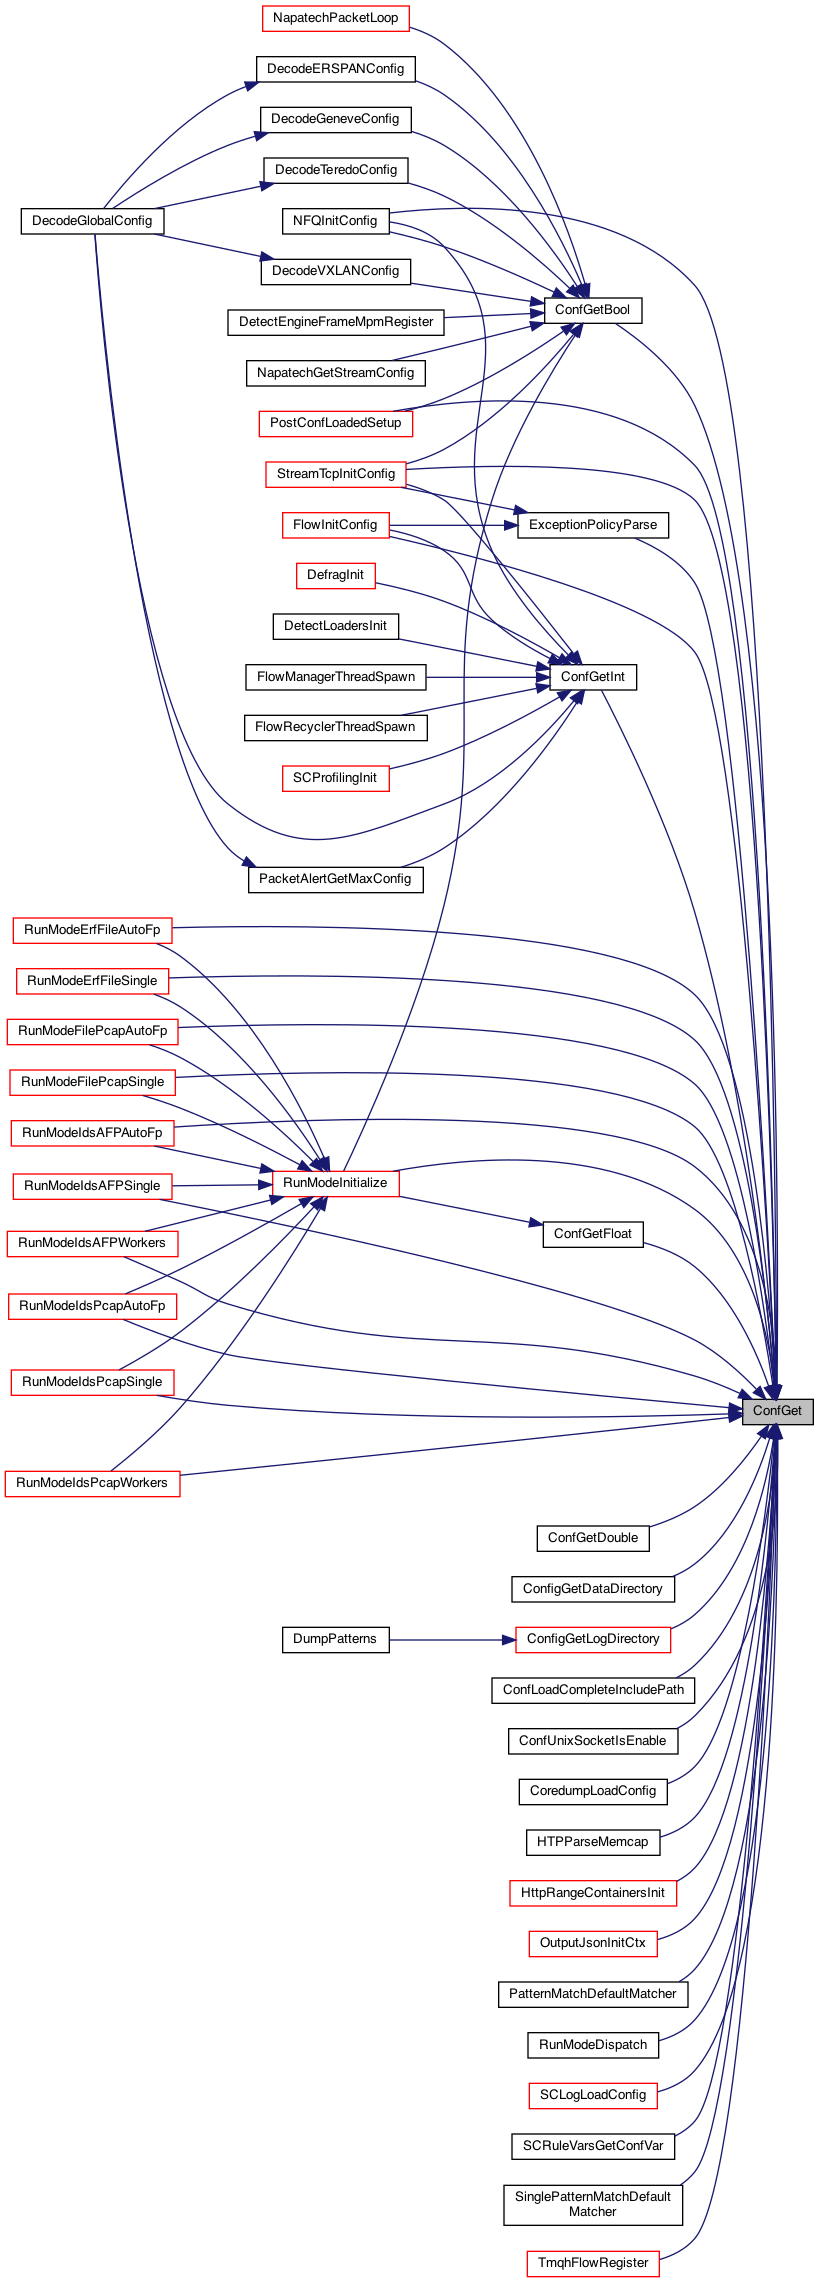 NapatechPacketLoop
DecodeERSPANConfig
DecodeGeneveConfig
DecodeTeredoConfig
DecodeGlobalConfig
NFQInitConfig
DecodeVXLANConfig
ConfGetBool
DetectEngineFrameMpmRegister
NapatechGetStreamConfig
PostConfLoadedSetup
StreamTcpInitConfig
FlowInitConfig
ExceptionPolicyParse
DefragInit
DetectLoadersInit
FlowManagerThreadSpawn
ConfGetInt
FlowRecyclerThreadSpawn
SCProfilingInit
PacketAlertGetMaxConfig
RunModeErfFileAutoFp
RunModeErfFileSingle
RunModeFilePcapAutoFp
RunModeFilePcapSingle
RunModeIdsAFPAutoFp
RunModeIdsAFPSingle
RunModeInitialize
RunModeIdsAFPWorkers
ConfGetFloat
RunModeIdsPcapAutoFp
RunModeIdsPcapSingle
ConfGet
RunModeIdsPcapWorkers
ConfGetDouble
ConfigGetDataDirectory
DumpPatterns
ConfigGetLogDirectory
ConfLoadCompleteIncludePath
ConfUnixSocketIsEnable
CoredumpLoadConfig
HTPParseMemcap
HttpRangeContainersInit
OutputJsonInitCtx
PatternMatchDefaultMatcher
RunModeDispatch
SCLogLoadConfig
SCRuleVarsGetConfVar
SinglePatternMatchDefault
Matcher
TmqhFlowRegister